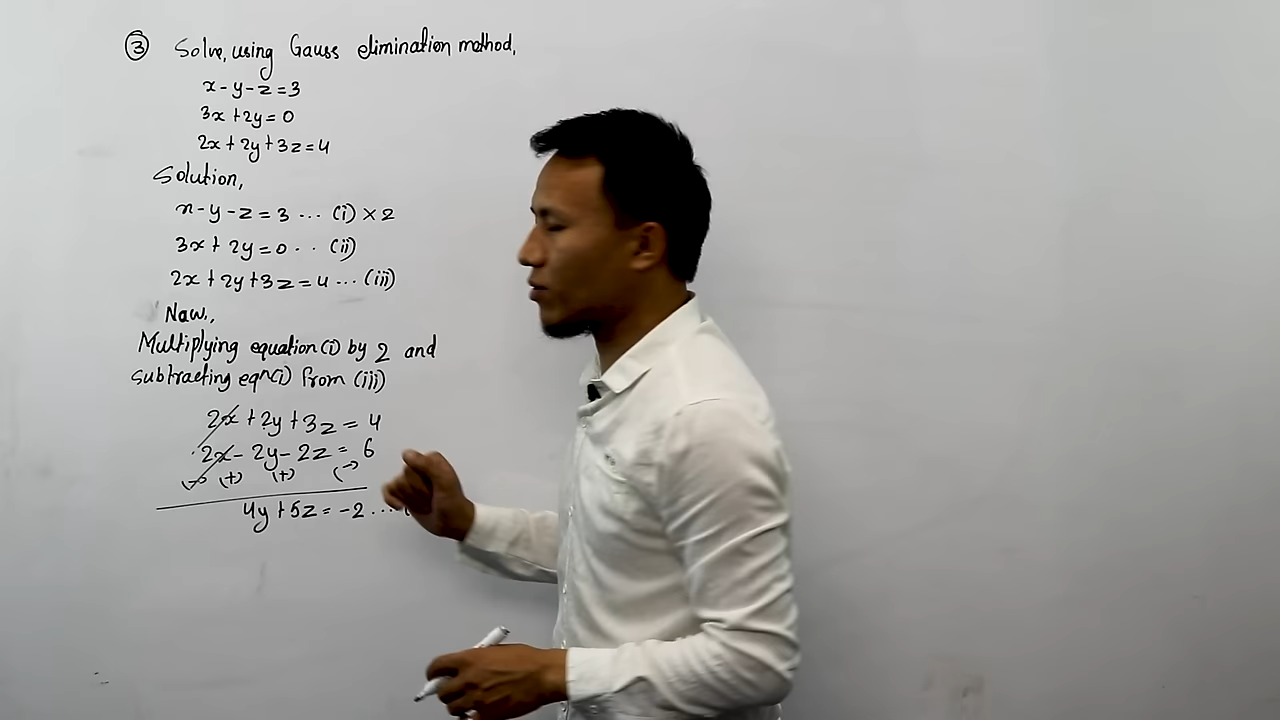 ③ Solve, using Gauss elimination method,
x-y-z=3
3x+2y=0
2x+2y+3z=4
Solution,
x-y-z=3 ... (i) ×2
3x+2y=0 .. (ii)
2x+2y+3z=4 ... (iii)
Now,,
Multiplying equation(i) by 2 and
subtracting eqn(i) from (iii)
2x+2y+3z=4
2x-2y-2z=6
(-) (+) (+) (-)
4y+5z=-2 ...